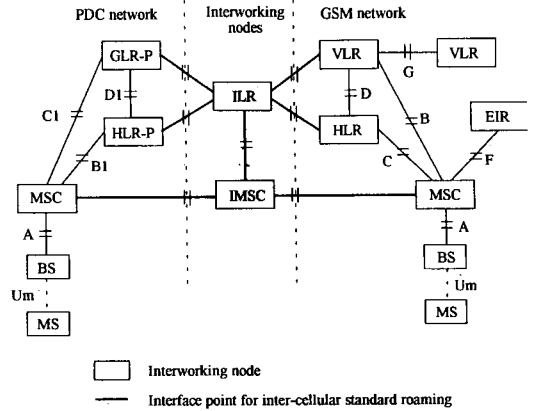 PDC network
Interworking
nodes
GSM network
GLR-P
VLR
VLR
G
D1
ILR
D
C1
B
EIR
HLR-P
HLR
B1
C
F
MSC
IMSC
MSC
A
A
BS
BS
Um
Um
MS
MS
Interworking node
Interface point for inter-cellular standard roaming